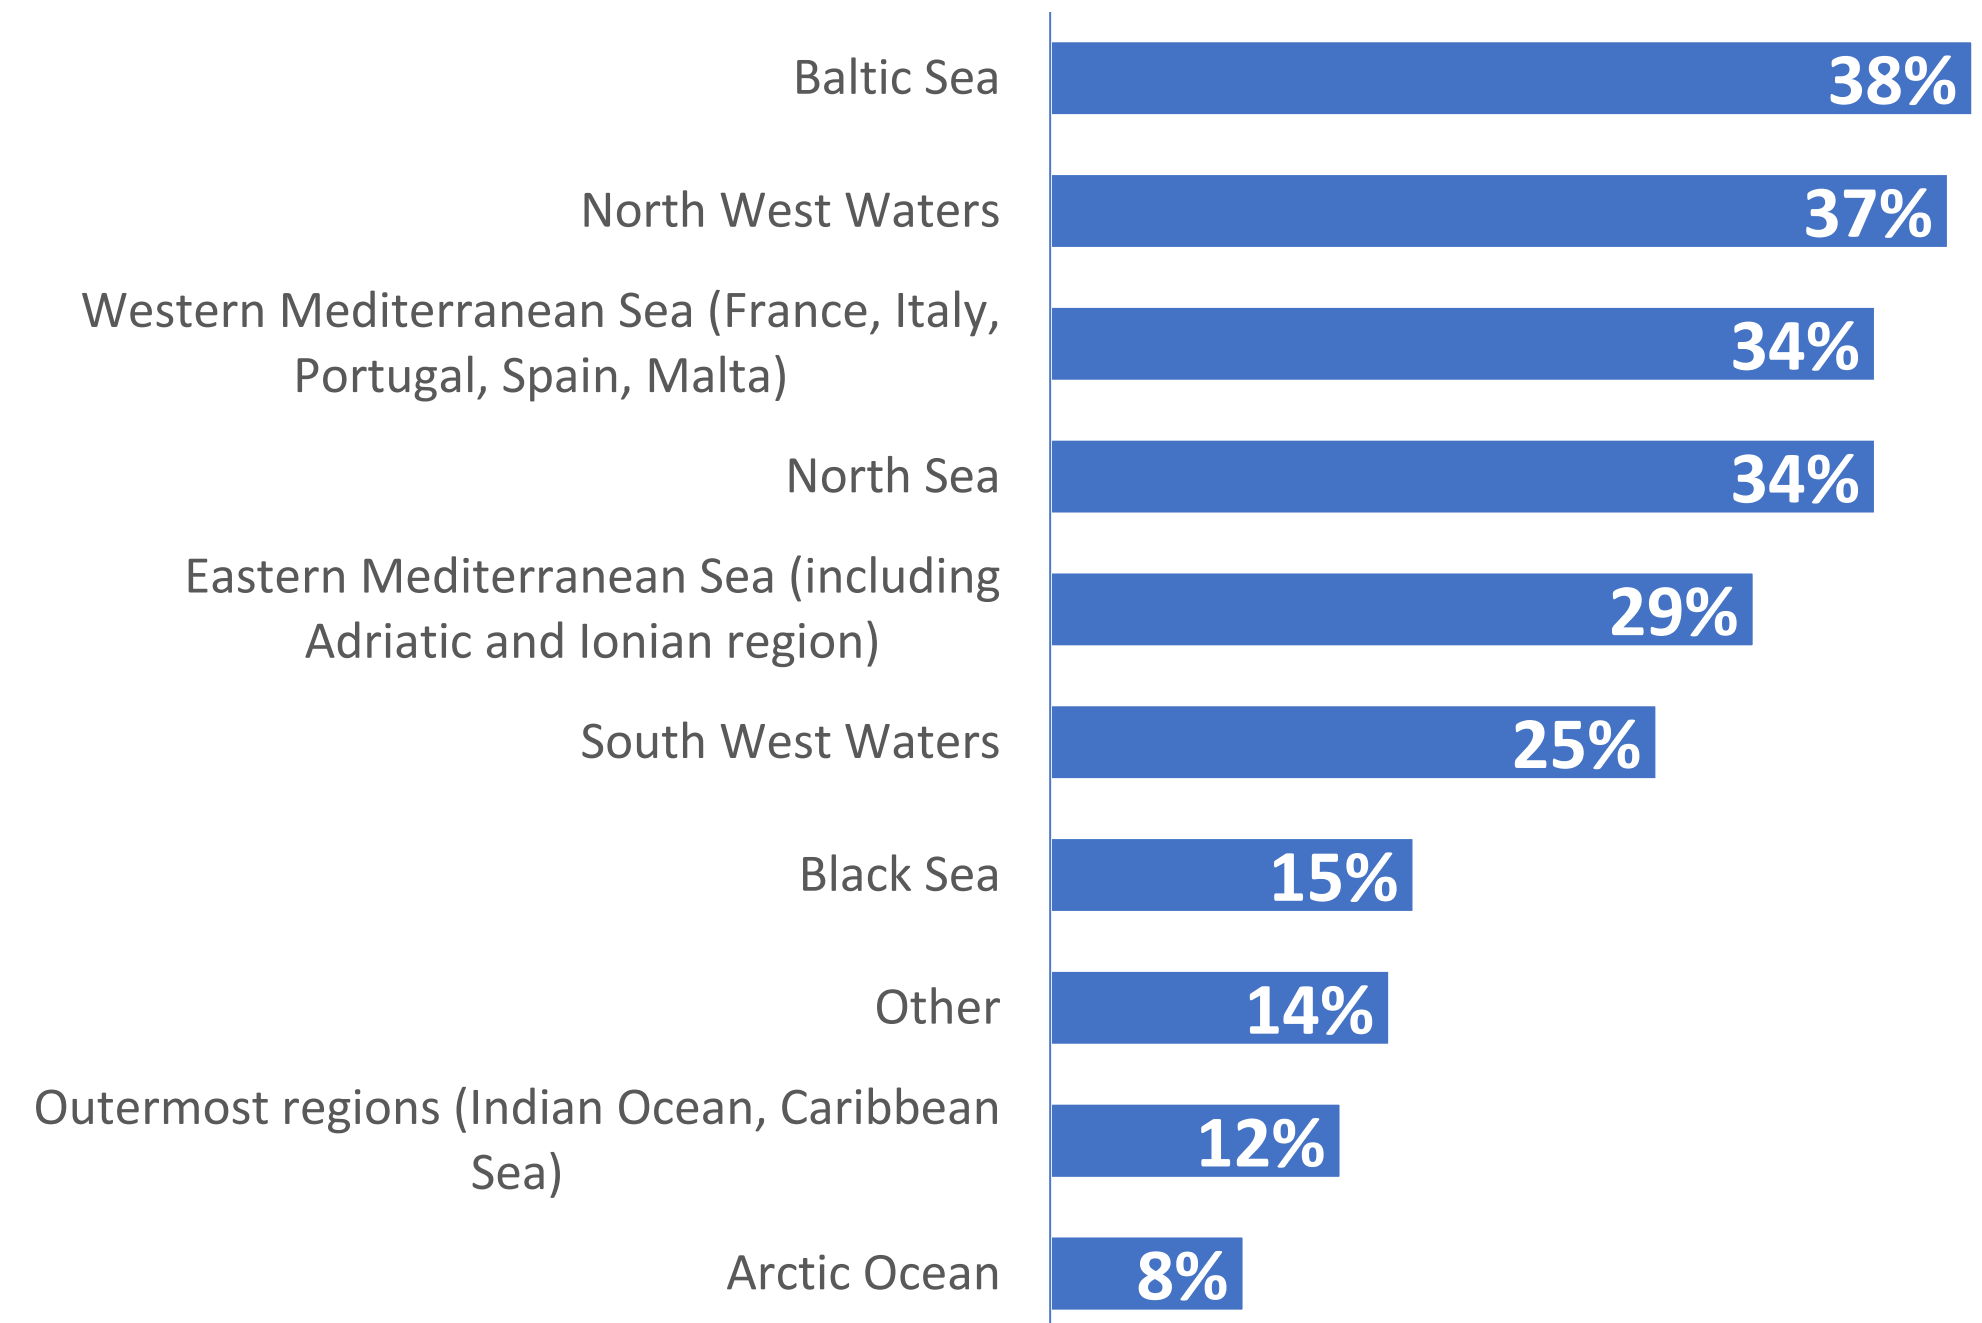 Baltic Sea
38%
North West Waters
37%
Western Mediterranean Sea (France, Italy,
Portugal, Spain, Malta)
34%
North Sea
34%
Eastern Mediterranean Sea (including
Adriatic and Ionian region)
29%
South West Waters
25%
Black Sea
15%
Other
14%
Outermost regions (Indian Ocean, Caribbean
Sea)
12%
Arctic Ocean
8%